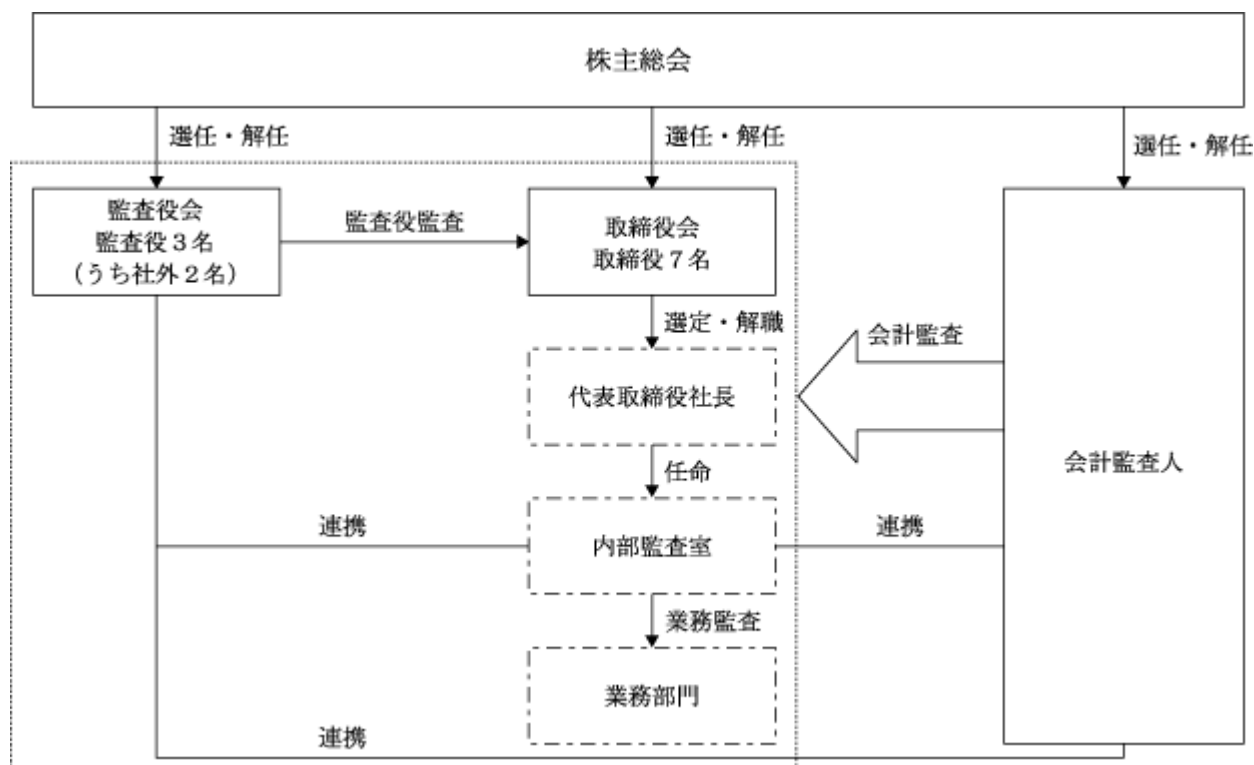 株主総会
選任・解任
選任・解任
選任・解任
監査役会
監査役３名
（うち社外２名）
監査役監査
取締役会
取締役７名
選定・解職
会計監査
代表取締役社長
会計監査人
任命
連携
内部監査室
連携
業務監査
業務部門
連携